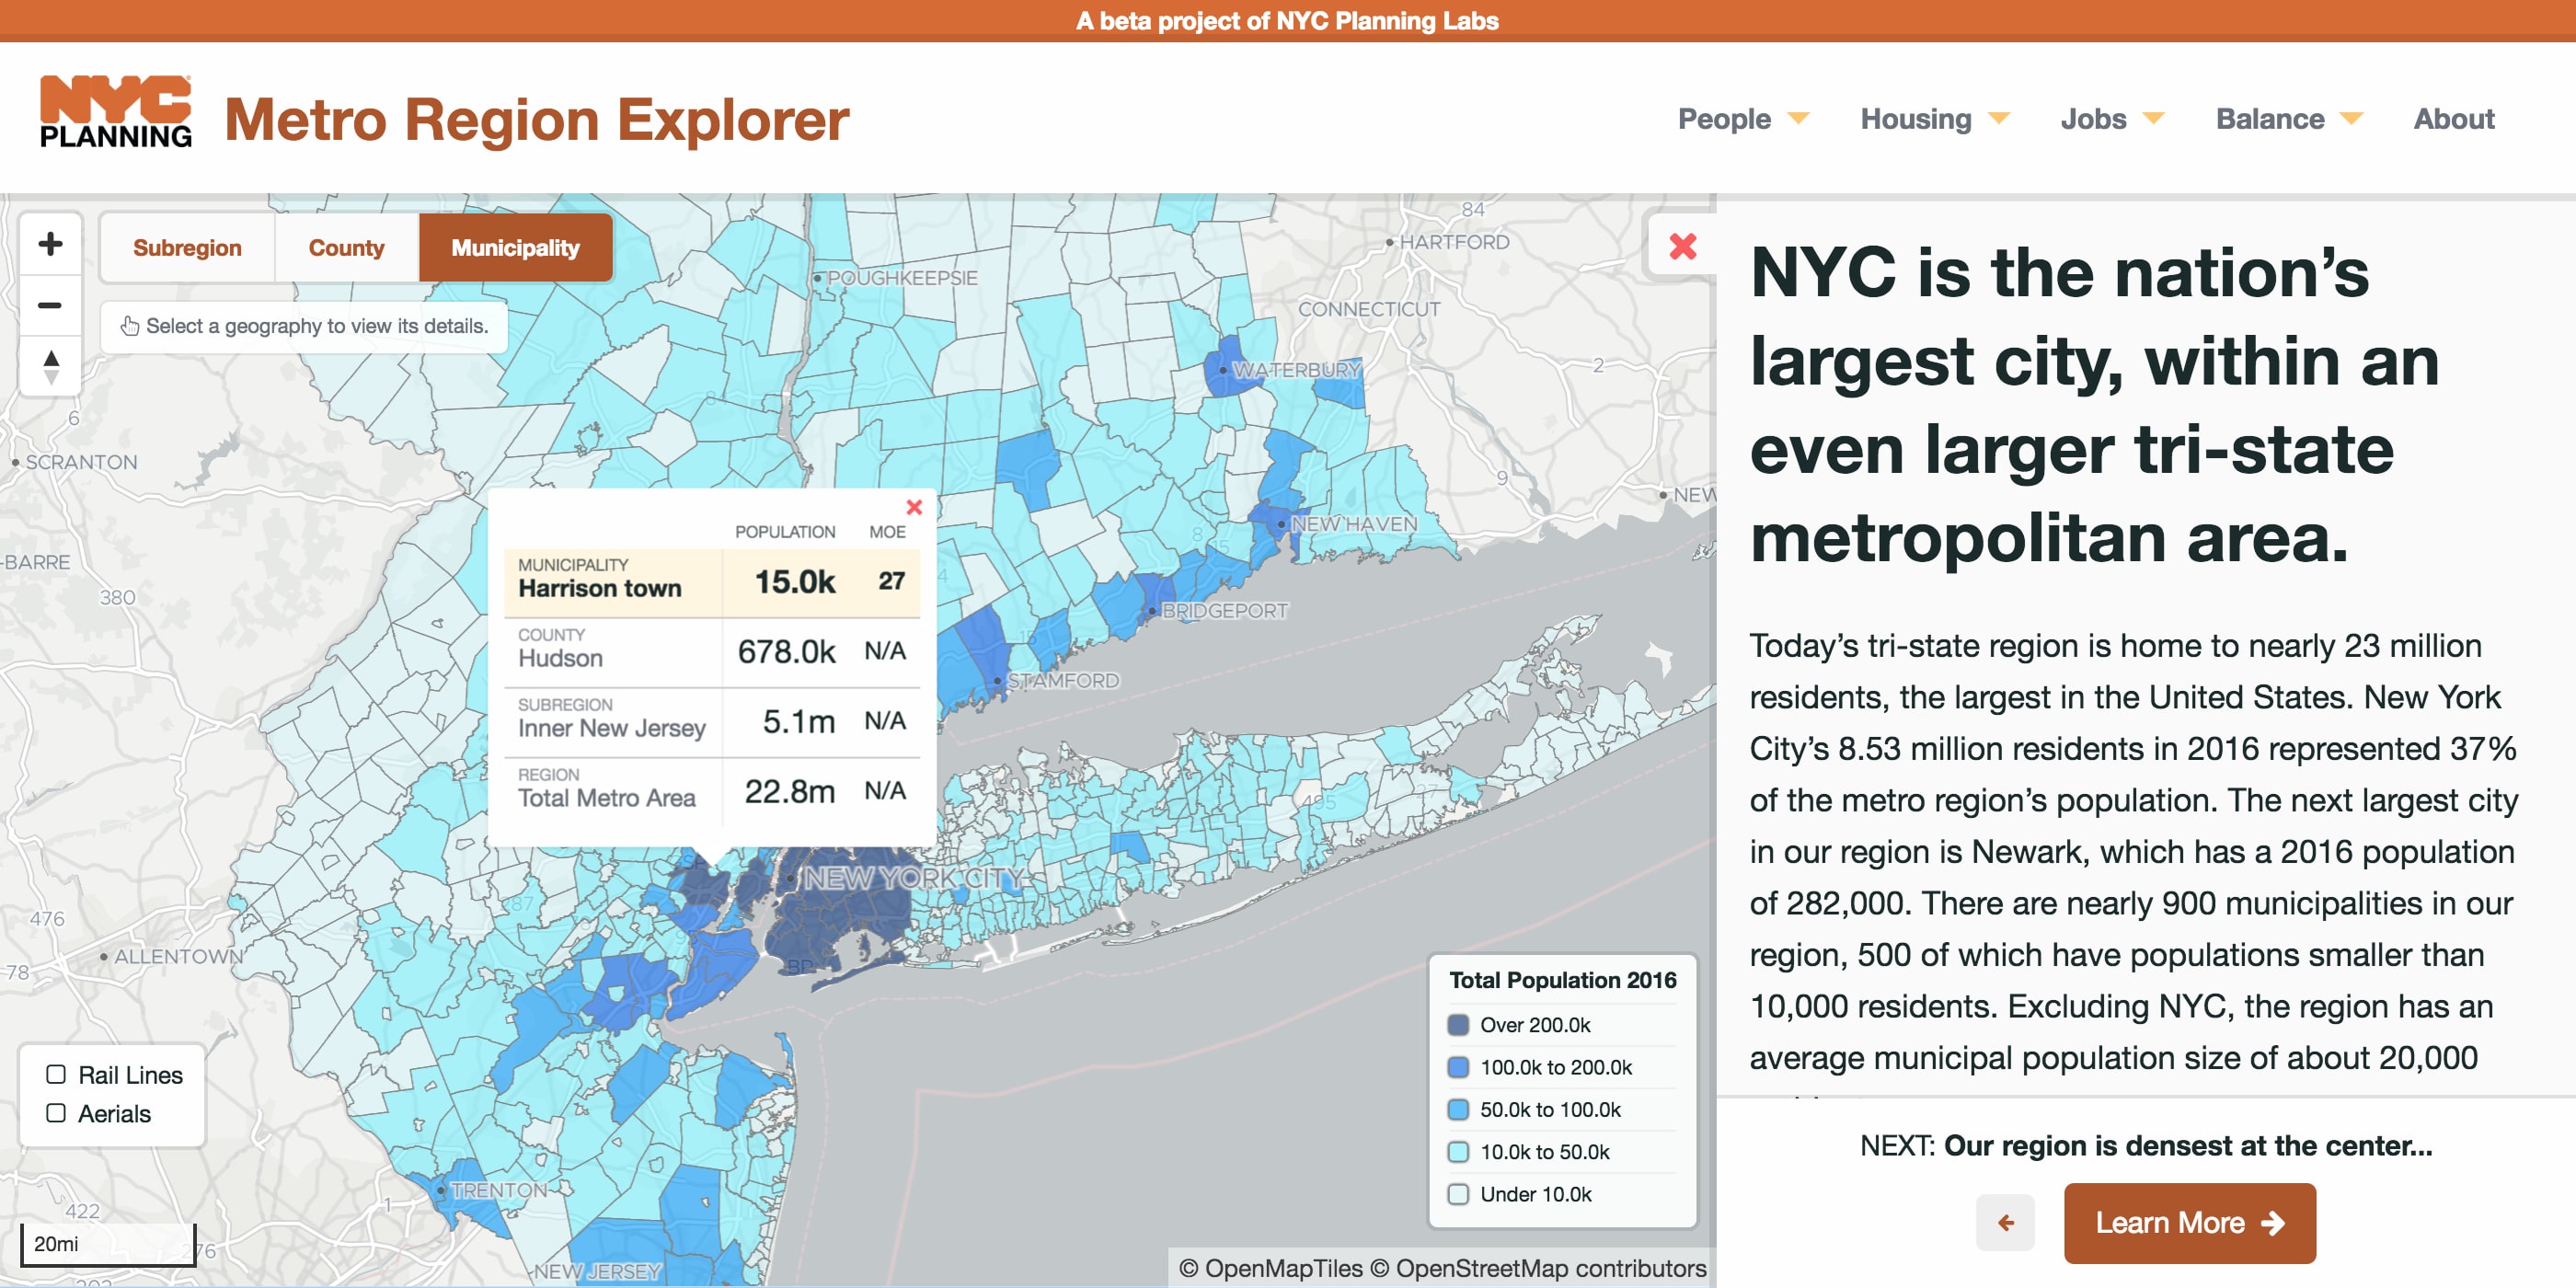 A beta project of NYC Planning Labs
NYC
PLANNING
Metro Region Explorer
People
Housing
Jobs
Balance
About
Subregion
County
Municipality
Select a geography to view its details.
84
HARTFORD
POUGHKEEPSIE
CONNECTICUT
2
WATERBURY
6
SCRANTON
9
NEW
NEW HAVEN
8
15
-BARRE
380
4
BRIDGEPORT
15
STAMFORD
POPULATION MOE
MUNICIPALITY
Harrison town 15.0k 27
COUNTY
Hudson 678.0k N/A
SUBREGION
Inner New Jersey 5.1m N/A
REGION
Total Metro Area 22.8m N/A
495
27
NEW YORK CITY
287
476
ALLENTOWN
78
BP
TRENTON
1
422
276
NEW JERSEY
Rail Lines
Aerials
20mi
Total Population 2016
Over 200.0k
100.0k to 200.0k
50.0k to 100.0k
10.0k to 50.0k
Under 10.0k
© OpenMapTiles © OpenStreetMap contributors
NYC is the nation’s
largest city, within an
even larger tri-state
metropolitan area.
Today’s tri-state region is home to nearly 23 million
residents, the largest in the United States. New York
City’s 8.53 million residents in 2016 represented 37%
of the metro region’s population. The next largest city
in our region is Newark, which has a 2016 population
of 282,000. There are nearly 900 municipalities in our
region, 500 of which have populations smaller than
10,000 residents. Excluding NYC, the region has an
average municipal population size of about 20,000
NEXT: Our region is densest at the center...
Learn More